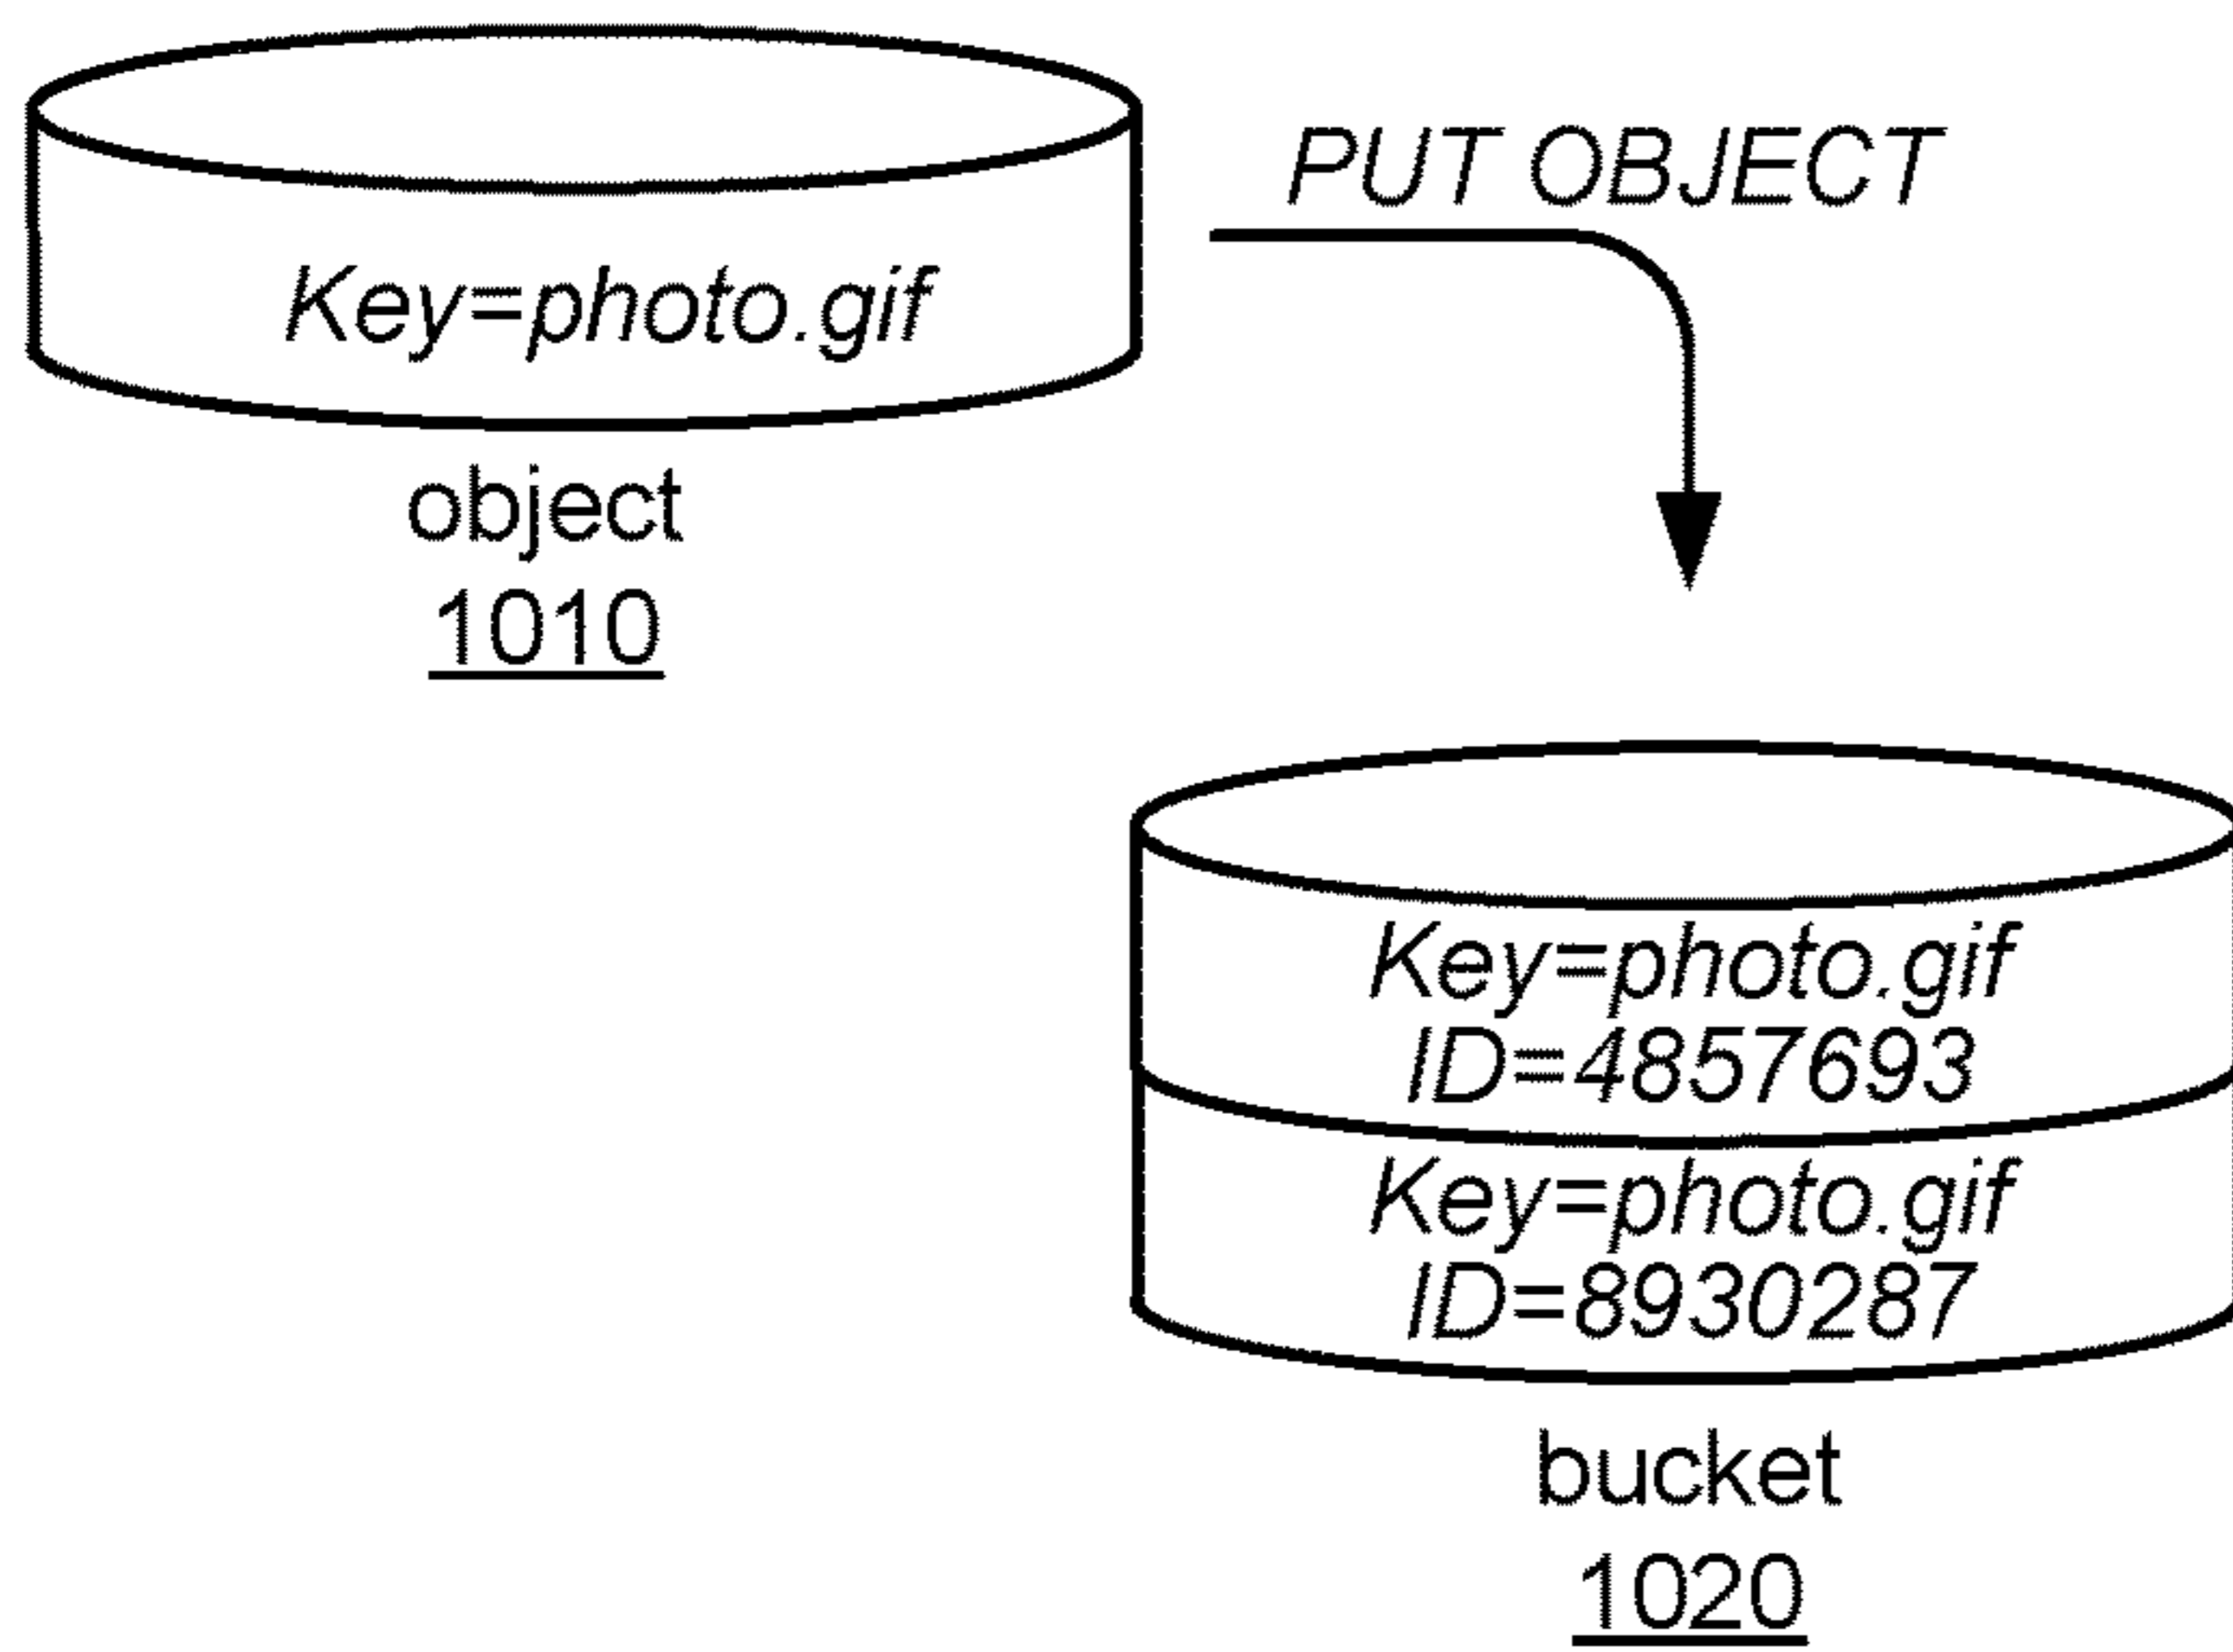 PUT OBJECT
Key=photo.gif
object
1010
Key=photo.gif
ID=4857693
Key=photo.gif
ID=8930287
bucket
1020